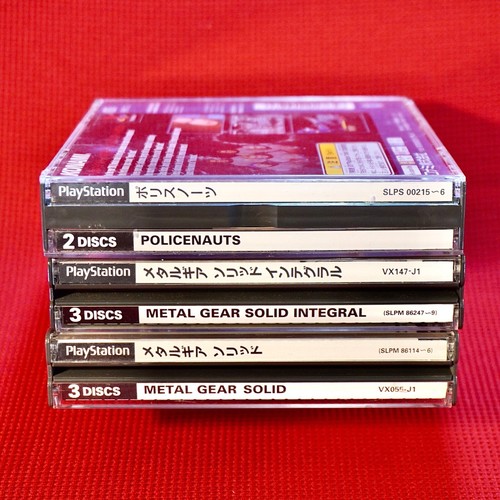 KONAMI
PlayStation ポリスノーツ SLPS 00215~6
2 DISCS POLICENAUTS
PlayStation メタルギア ソリッド インテグラル VX147-J1
3 DISCS METAL GEAR SOLID INTEGRAL (SLPM 86247~9)
PlayStation メタルギア ソリッド (SLPM 86114~6)
3 DISCS METAL GEAR SOLID VX055-J1